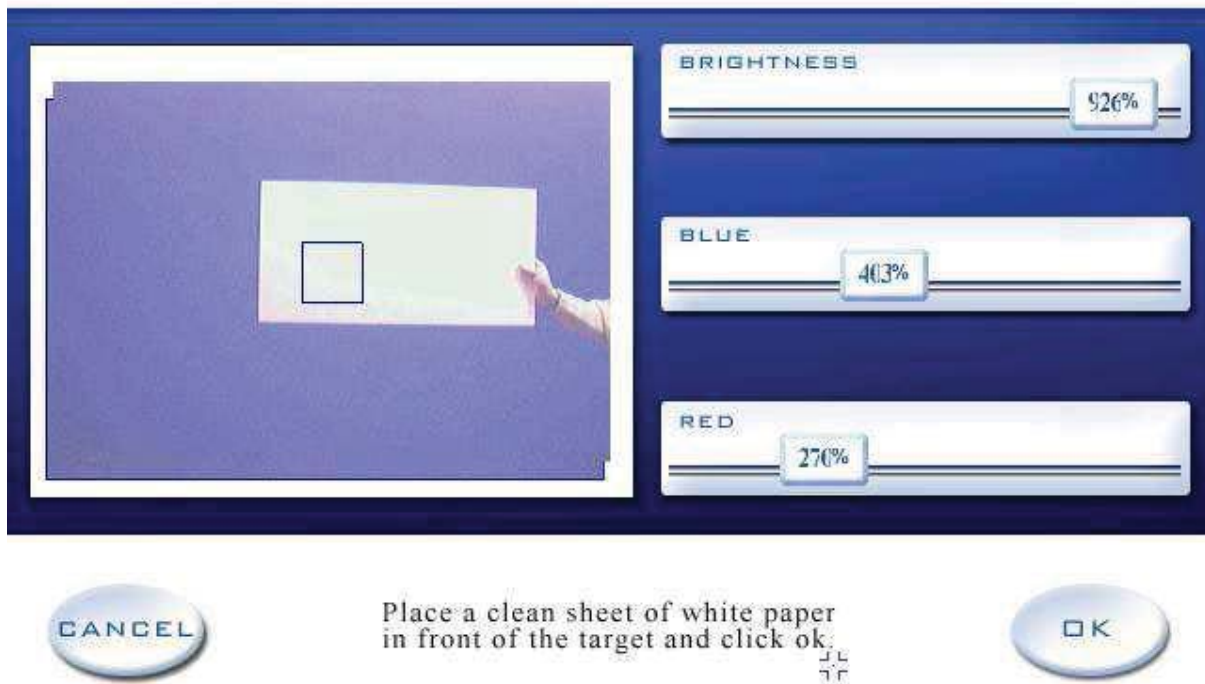 BRIGHTNESS
926%
BLUE
403%
RED
270%
CANCEL
Place a clean sheet of white paper
in front of the target and click ok.
OK